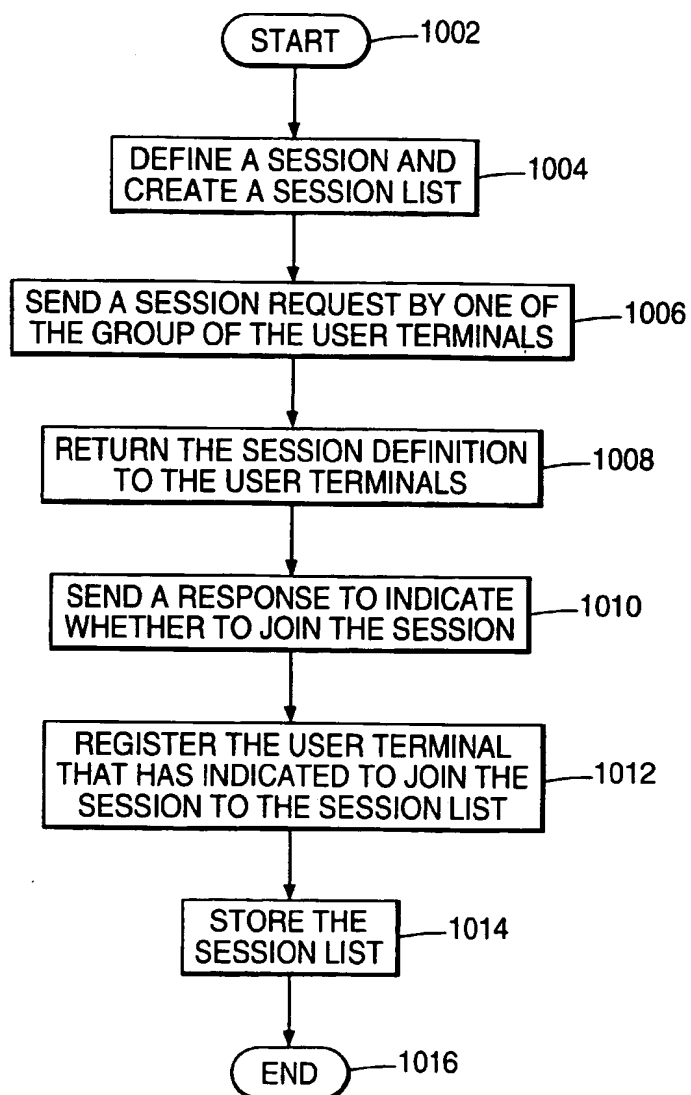 START
1002
DEFINE A SESSION AND
CREATE A SESSION LIST
1004
SEND A SESSION REQUEST BY ONE OF
THE GROUP OF THE USER TERMINALS
1006
RETURN THE SESSION DEFINITION
TO THE USER TERMINALS
1008
SEND A RESPONSE TO INDICATE
WHETHER TO JOIN THE SESSION
1010
REGISTER THE USER TERMINAL
THAT HAS INDICATED TO JOIN THE
SESSION TO THE SESSION LIST
1012
STORE THE
SESSION LIST
1014
END
1016